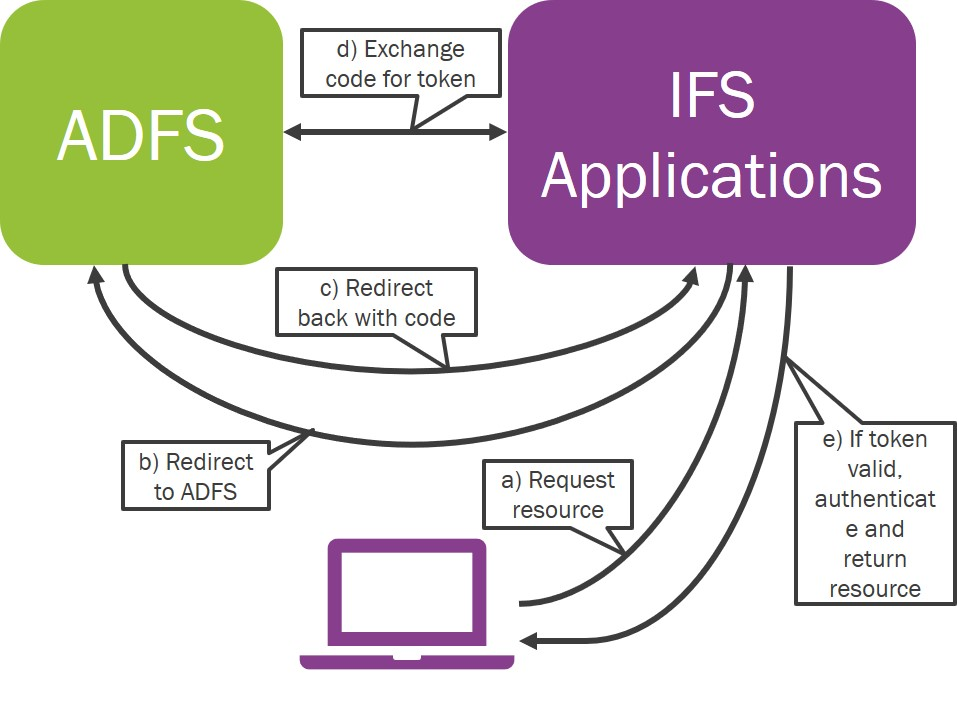 ADFS
d) Exchange
code for token
IFS
Applications
c) Redirect
back with code
b) Redirect
to ADFS
a) Request
resource
e) If token
valid,
authenticat
e and
return
resource